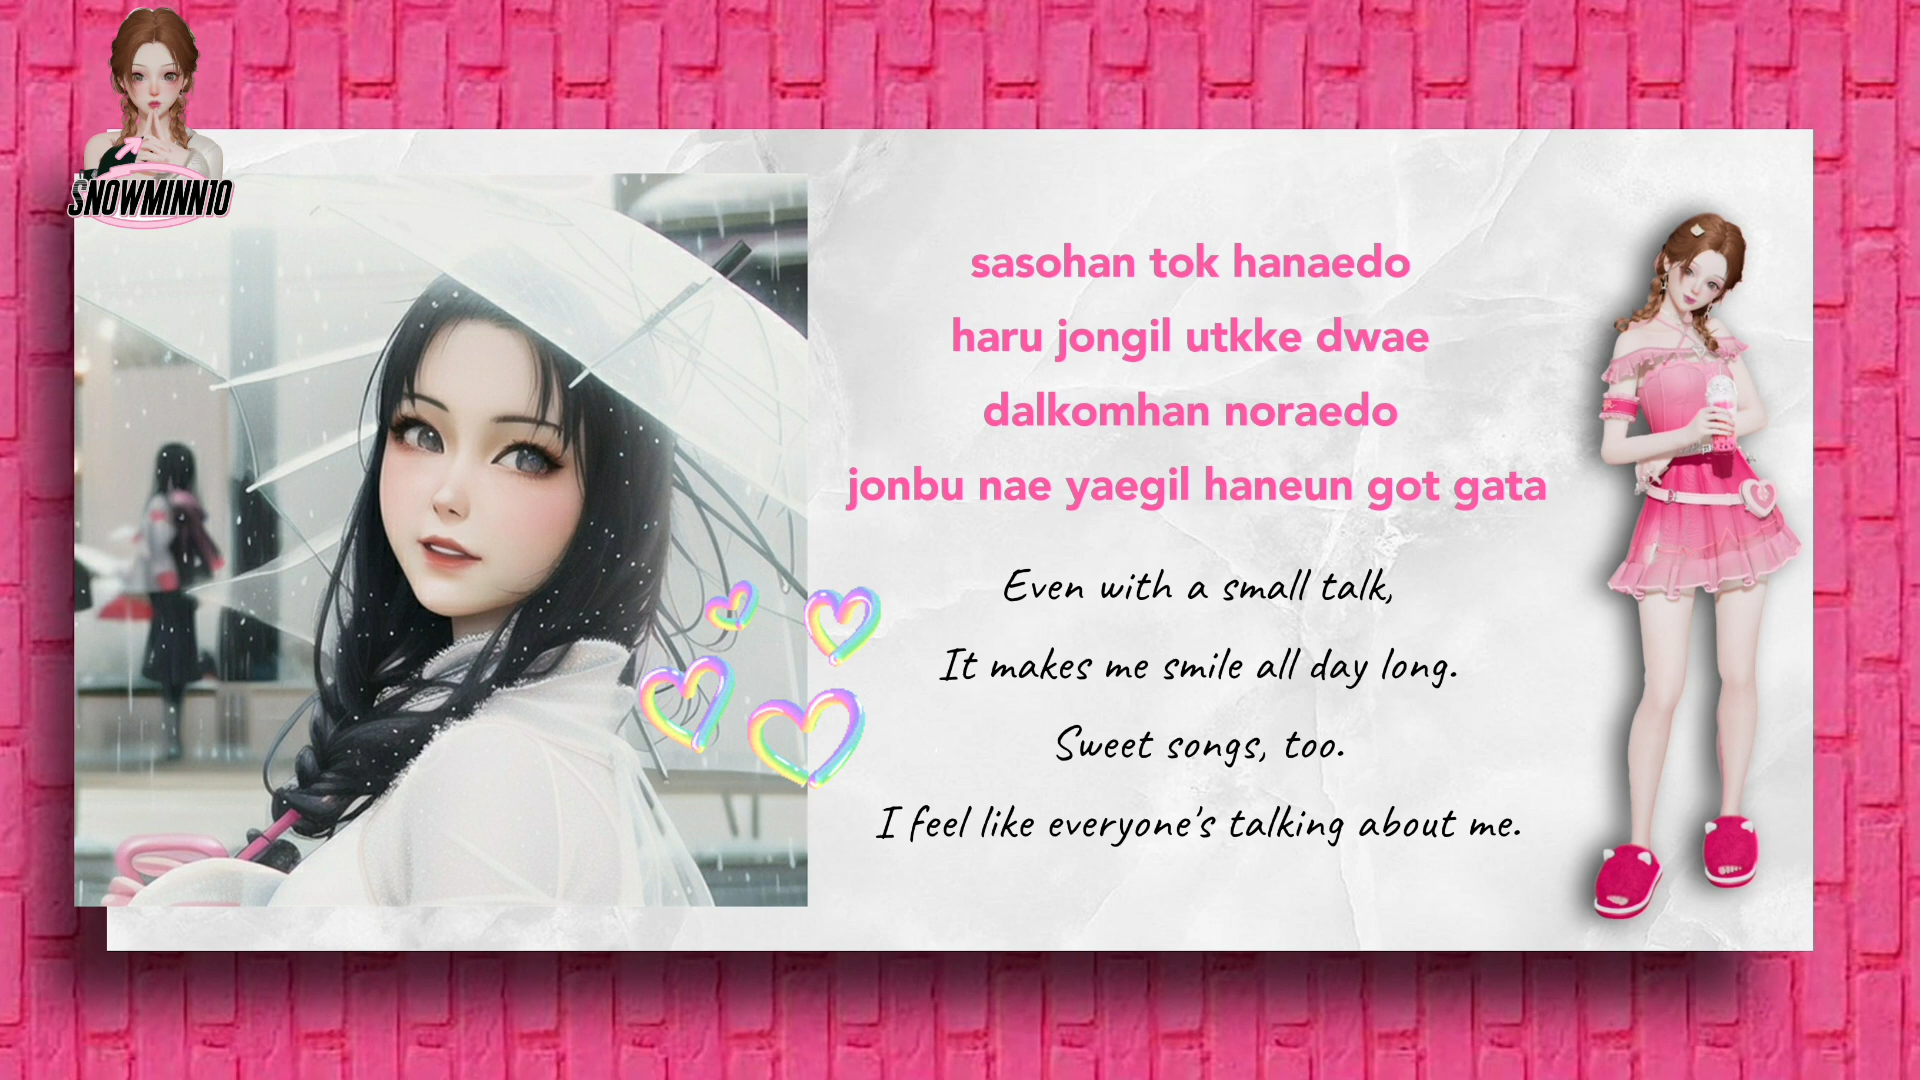 SNOWMINN10
sasohan tok hanaedo
haru jongil utkke dwae
dalkomhan noraedo
jonbu nae yaegil haneun got gata
Even with a small talk,
It makes me smile all day long.
Sweet songs, too.
I feel like everyone's talking about me.